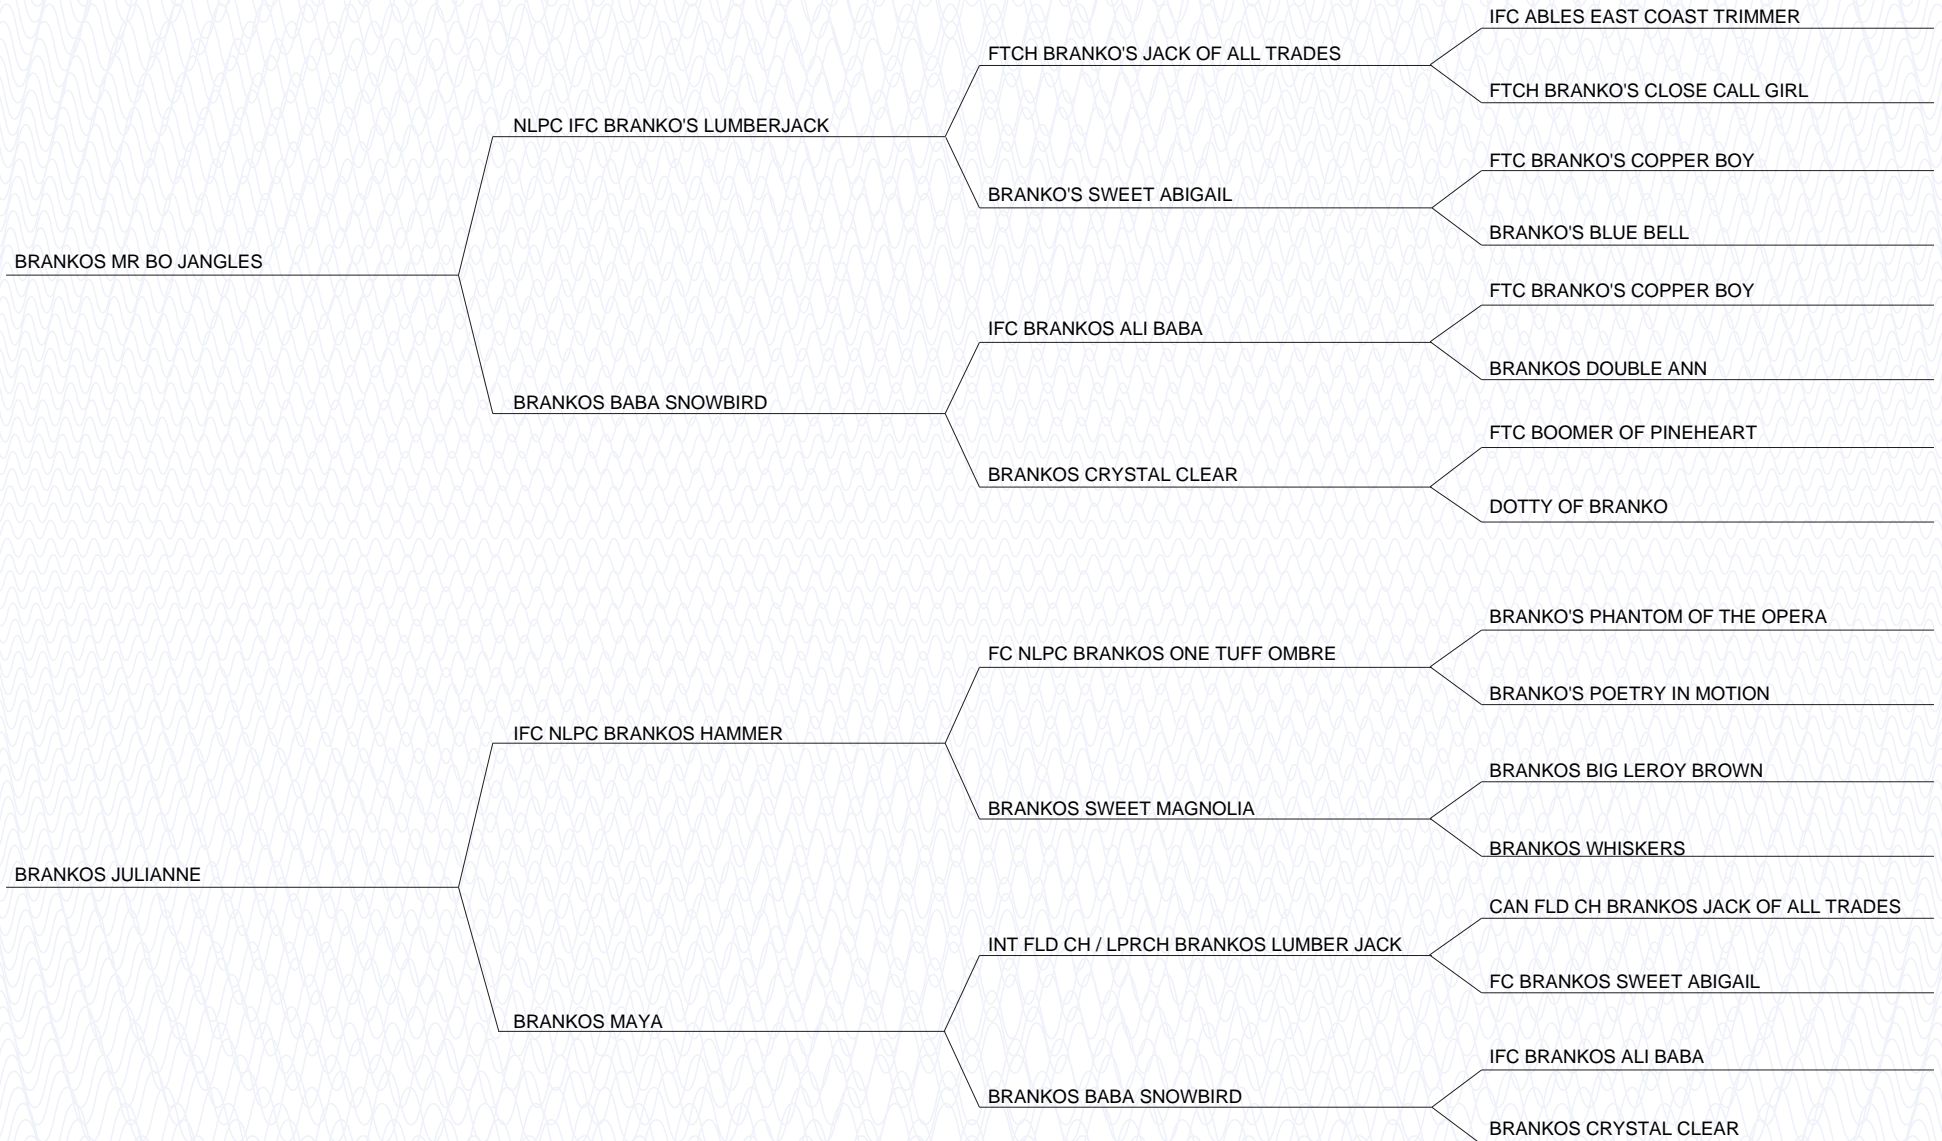 IFC ABLES EAST COAST TRIMMER
FTCH BRANKO'S JACK OF ALL TRADES
FTCH BRANKO'S CLOSE CALL GIRL
NLPC IFC BRANKO'S LUMBERJACK
FTC BRANKO'S COPPER BOY
BRANKO'S SWEET ABIGAIL
BRANKO'S BLUE BELL
BRANKOS MR BO JANGLES
FTC BRANKO'S COPPER BOY
IFC BRANKOS ALI BABA
BRANKOS DOUBLE ANN
BRANKOS BABA SNOWBIRD
FTC BOOMER OF PINEHEART
BRANKOS CRYSTAL CLEAR
DOTTY OF BRANKO
BRANKO'S PHANTOM OF THE OPERA
FC NLPC BRANKOS ONE TUFF OMBRE
BRANKO'S POETRY IN MOTION
IFC NLPC BRANKOS HAMMER
BRANKOS BIG LEROY BROWN
BRANKOS SWEET MAGNOLIA
BRANKOS WHISKERS
BRANKOS JULIANNE
CAN FLD CH BRANKOS JACK OF ALL TRADES
INT FLD CH / LPRCH BRANKOS LUMBER JACK
FC BRANKOS SWEET ABIGAIL
BRANKOS MAYA
IFC BRANKOS ALI BABA
BRANKOS BABA SNOWBIRD
BRANKOS CRYSTAL CLEAR